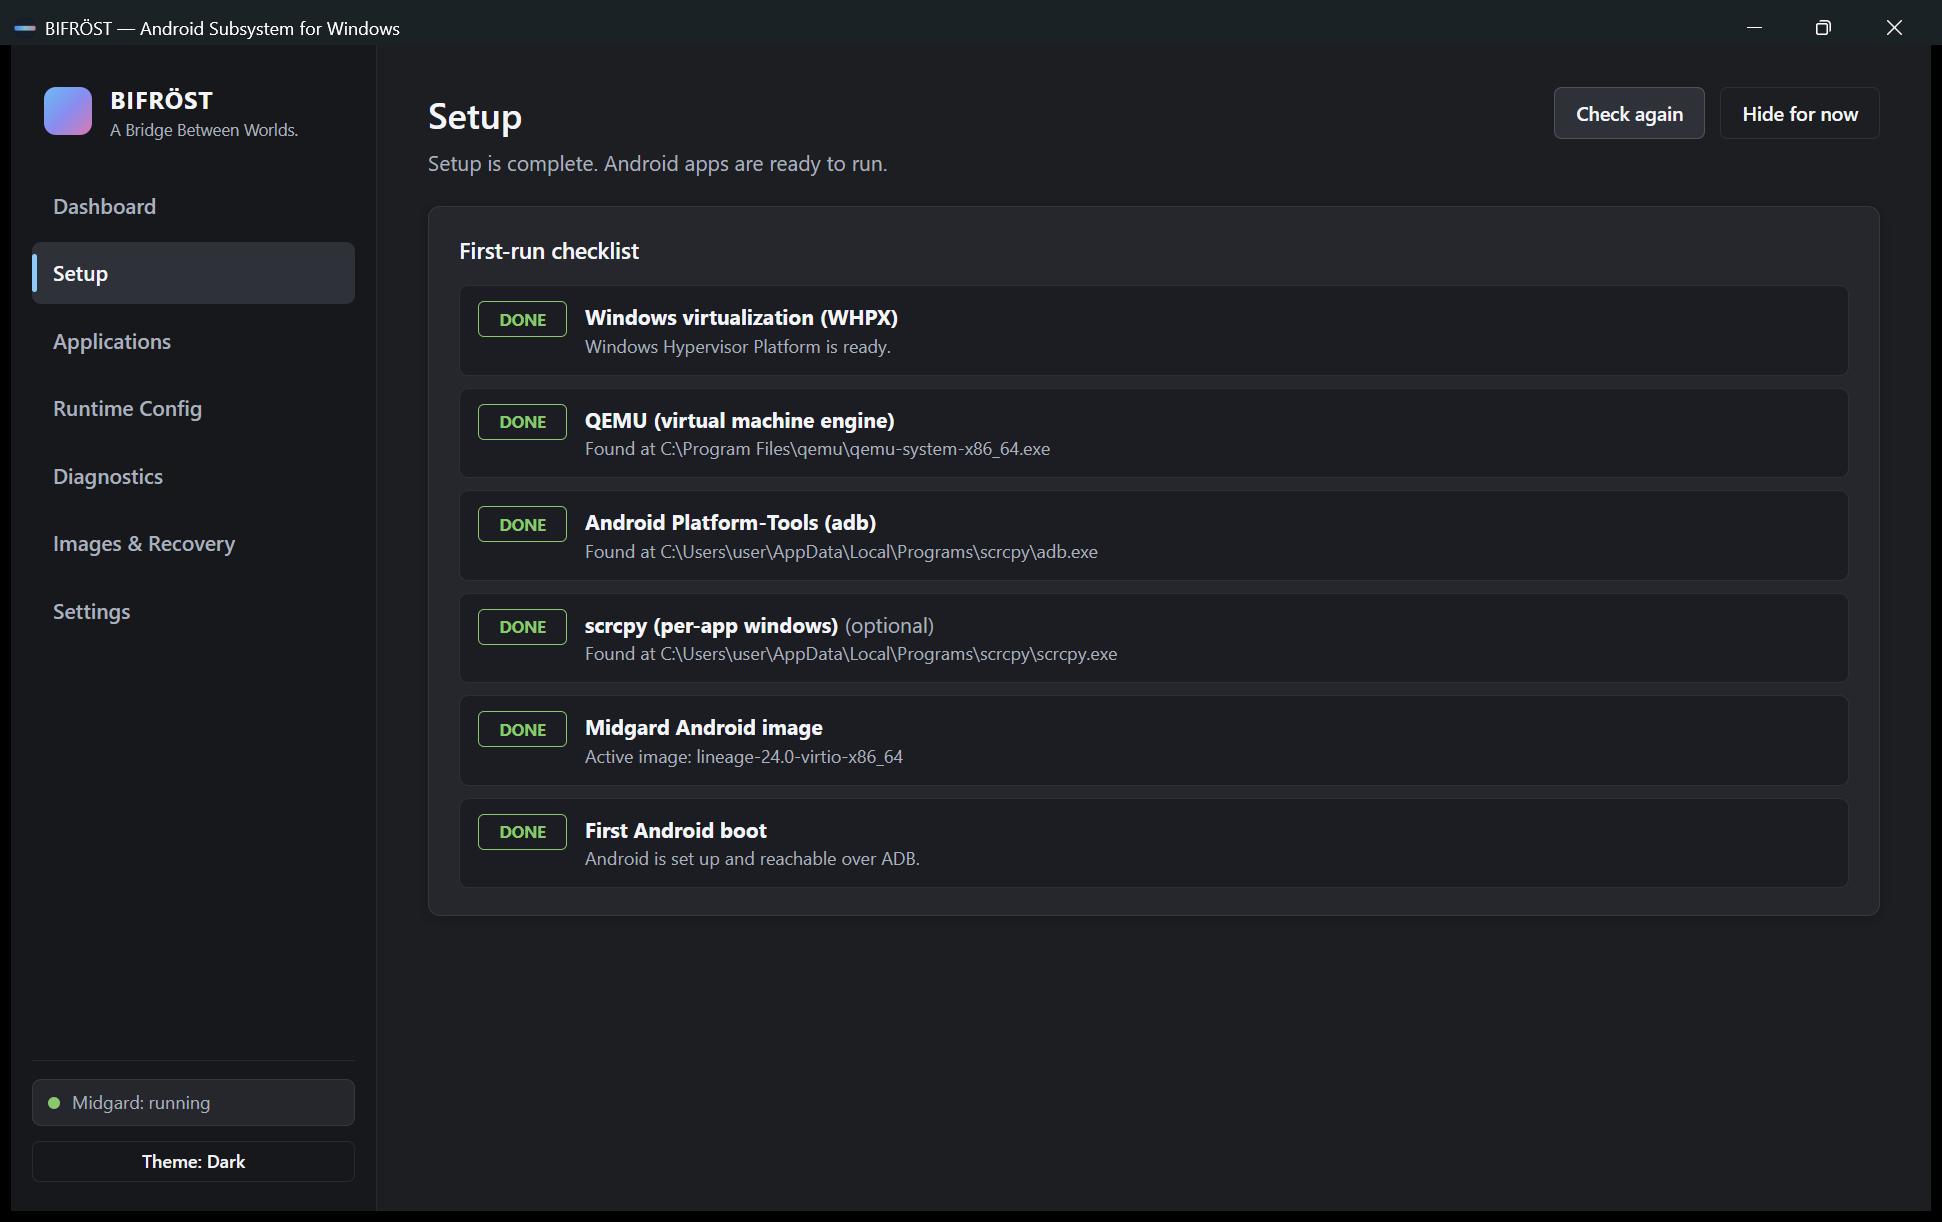 BIFRÖST — Android Subsystem for Windows
BIFRÖST
A Bridge Between Worlds.
Dashboard
Setup
Applications
Runtime Config
Diagnostics
Images & Recovery
Settings
Midgard: running
Theme: Dark
Setup
Setup is complete. Android apps are ready to run.
Check again
Hide for now
First-run checklist
DONE
Windows virtualization (WHPX)
Windows Hypervisor Platform is ready.
DONE
QEMU (virtual machine engine)
Found at C:\Program Files\qemu\qemu-system-x86_64.exe
DONE
Android Platform-Tools (adb)
Found at C:\Users\user\AppData\Local\Programs\scrcpy\adb.exe
DONE
scrcpy (per-app windows) (optional)
Found at C:\Users\user\AppData\Local\Programs\scrcpy\scrcpy.exe
DONE
Midgard Android image
Active image: lineage-24.0-virtio-x86_64
DONE
First Android boot
Android is set up and reachable over ADB.